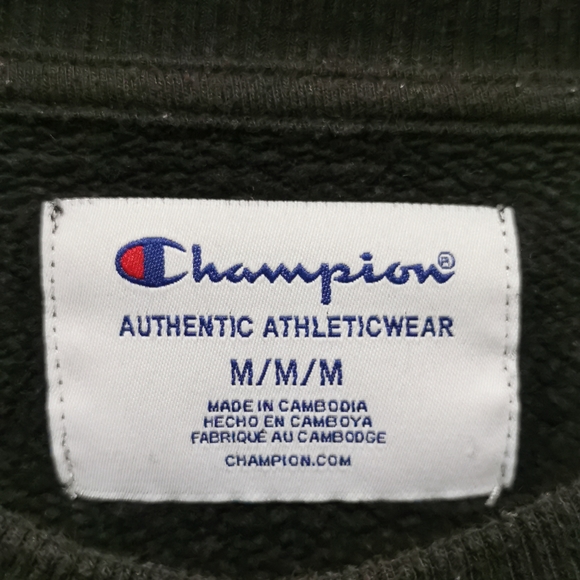 Champion®
AUTHENTIC ATHLETICWEAR
M/M/M
MADE IN CAMBODIA
HECHO EN CAMBOYA
FABRIQUÉ AU CAMBODGE
CHAMPION.COM